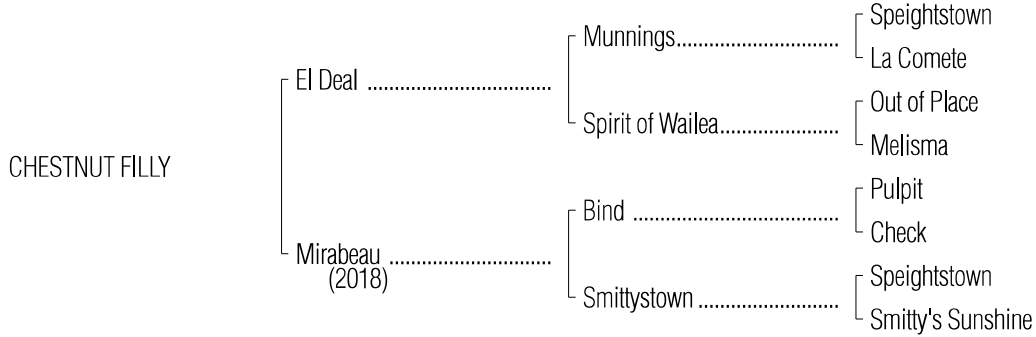 Speightstown
Munnings
La Comete
El Deal
Out of Place
Spirit of Wailea
Melisma
CHESTNUT FILLY
Pulpit
Bind
Check
Mirabeau
(2018)
Speightstown
Smittystown
Smitty's Sunshine